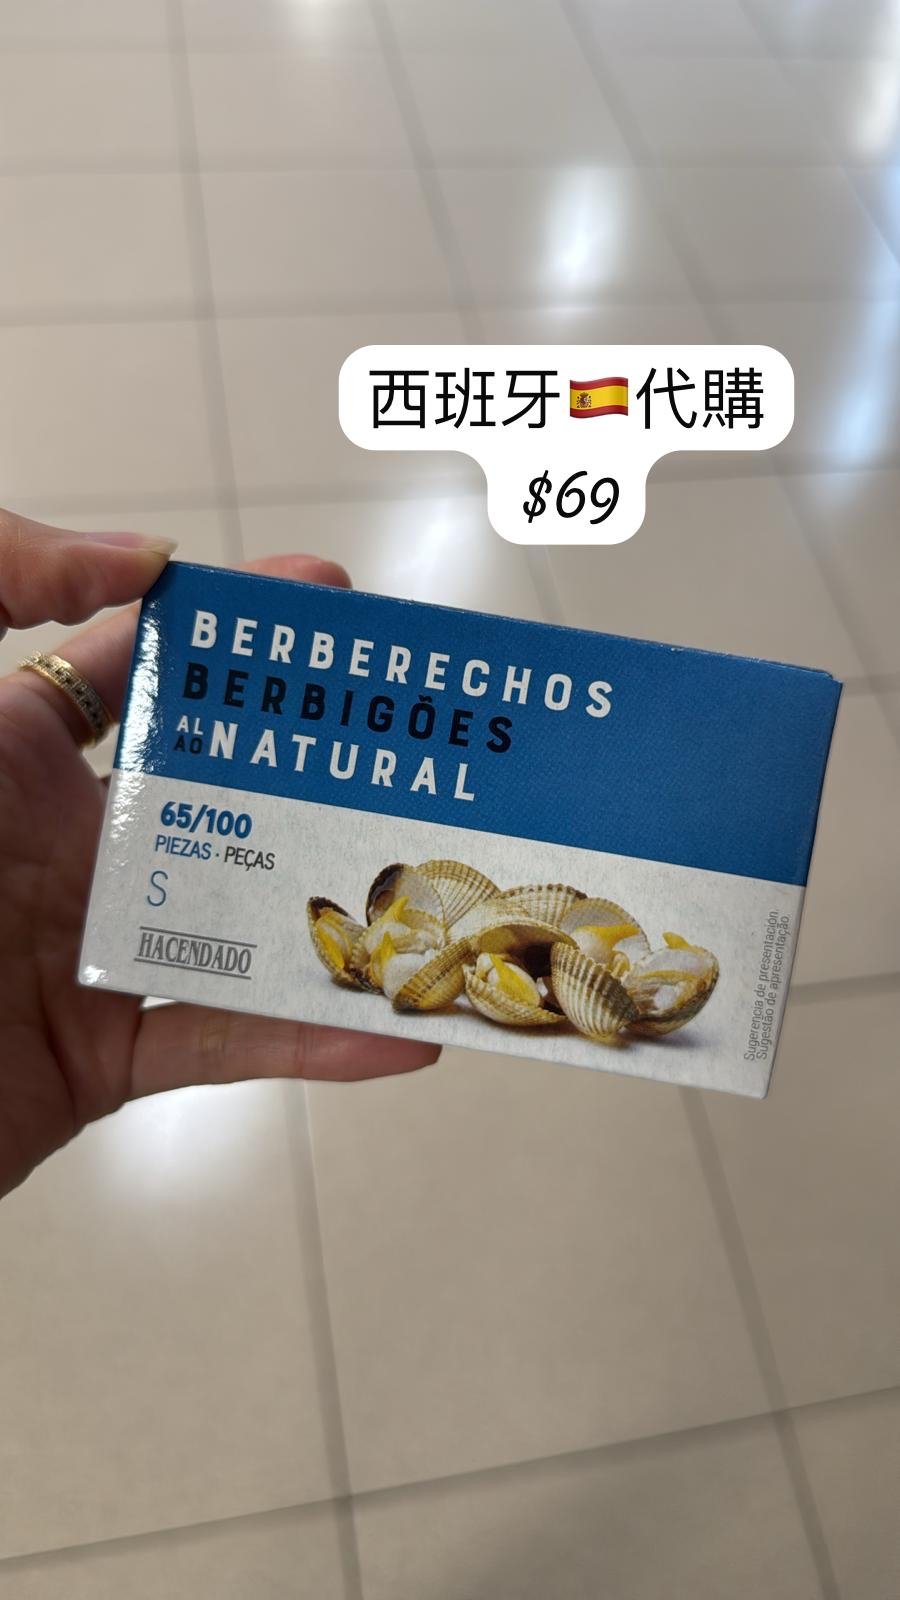 西班牙🇪🇸代購
$69
BERBERECHOS
BERBIGÕES
AL
AO NATURAL
65/100
PIEZAS · PEÇAS
S
HACENDADO
Sugerencia de presentación.
Sugestão de apresentação.